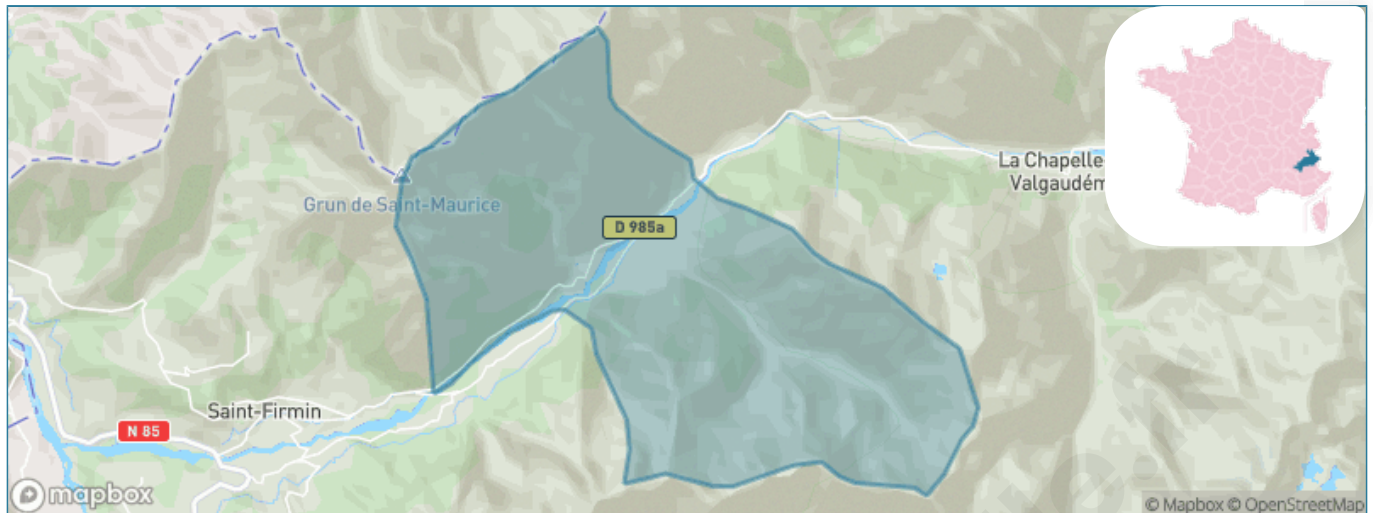 La Chapelle-
Valgaudém
Grun de Saint-Maurice
D 985a
Saint-Firmin
N 85
mapbox
© Mapbox © OpenStreetMap